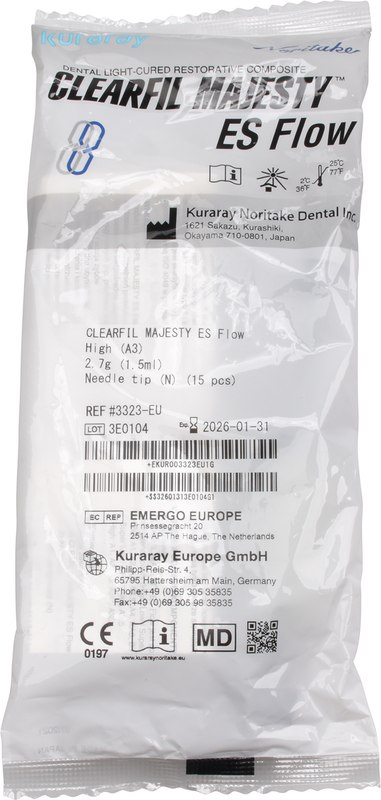 kuraray
Noritake
DENTAL LIGHT-CURED RESTORATIVE COMPOSITE
CLEARFIL MAJESTY™
ES Flow
25°C
77°F
2°C
36°F
Kuraray Noritake Dental Inc.
1621 Sakazu, Kurashiki,
Okayama 710-0801, Japan
CLEARFIL MAJESTY ES Flow
High (A3)
2.7g (1.5ml)
Needle tip (N) (15 pcs)
REF #3323-EU
LOT 3E0104 Exp. 2026-01-31
+EKUR003323EU1G
+$$32601313E0104G1
EC REP EMERGO EUROPE
Prinsessegracht 20
2514 AP The Hague, The Netherlands
Kuraray Europe GmbH
Philipp-Reis-Str. 4,
65795 Hattersheim am Main, Germany
Phone:+49 (0)69 305 35835
Fax:+49 (0)69 305 98 35835
CE
0197
MD
www.kuraraynoritake.eu